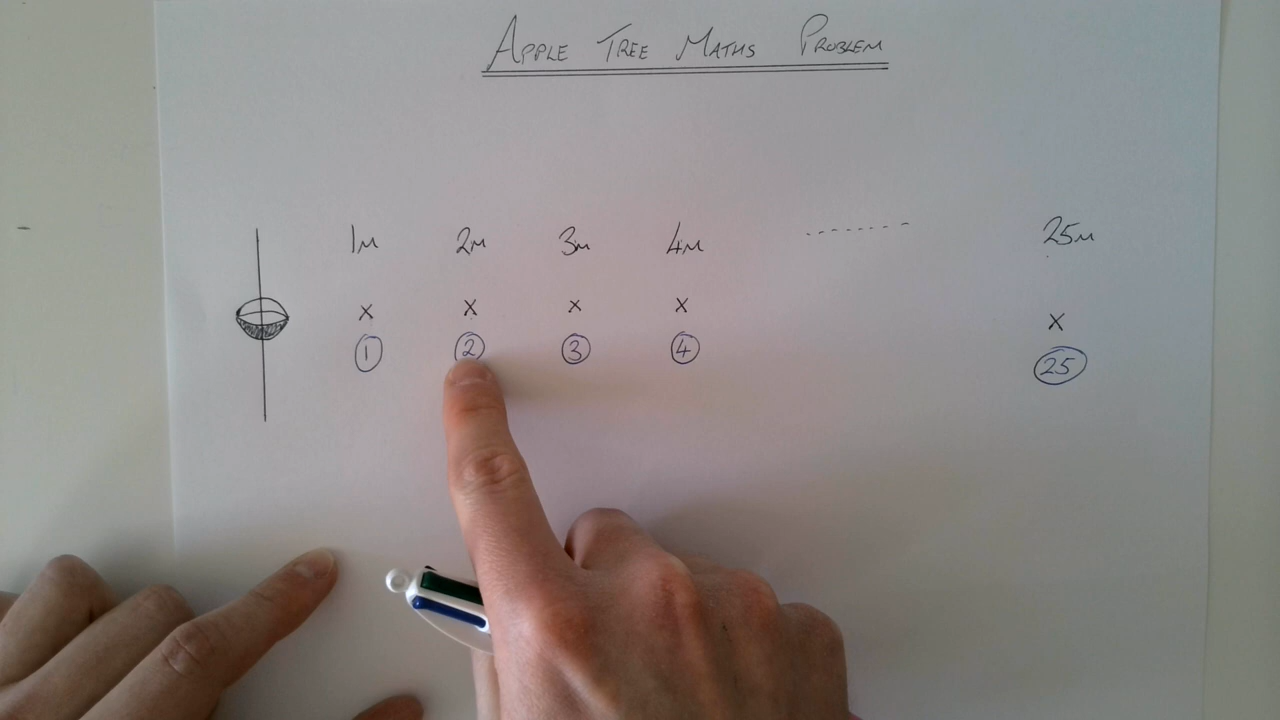 APPLE TREE MATHS PROBLEM
1M 2M 3M 4M 25M
X X X X X
1 2 3 4 25